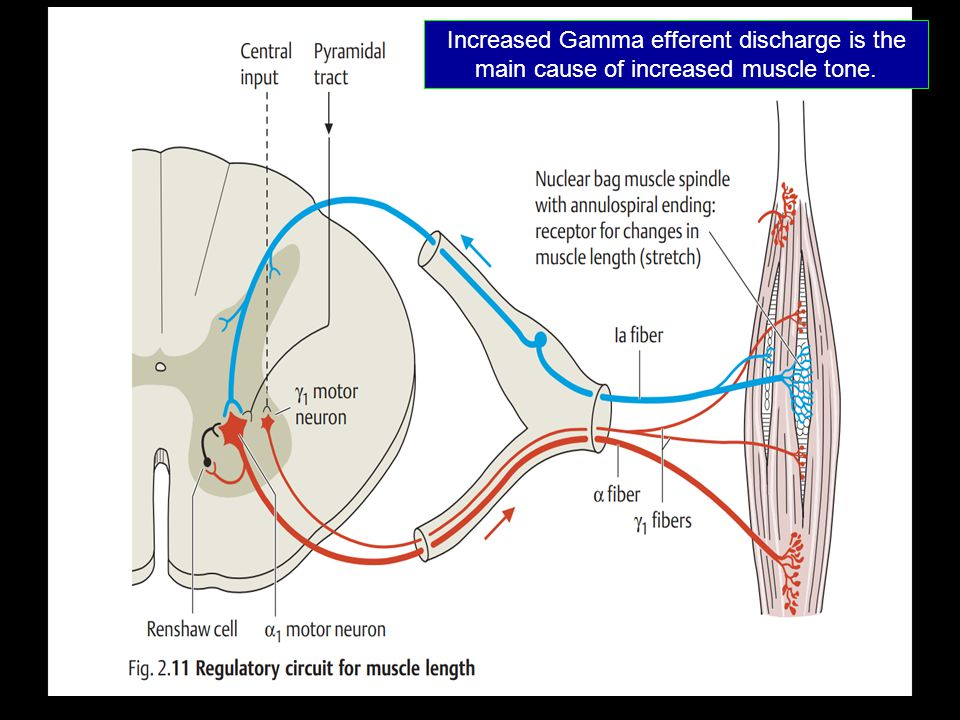 Increased Gamma efferent discharge is the
main cause of increased muscle tone.
Central
input
Pyramidal
tract
Nuclear bag muscle spindle
with annulospiral ending:
receptor for changes in
muscle length (stretch)
Ia fiber
γ1 motor
neuron
α fiber
γ1 fibers
Renshaw cell
α1 motor neuron
Fig. 2.11 Regulatory circuit for muscle length